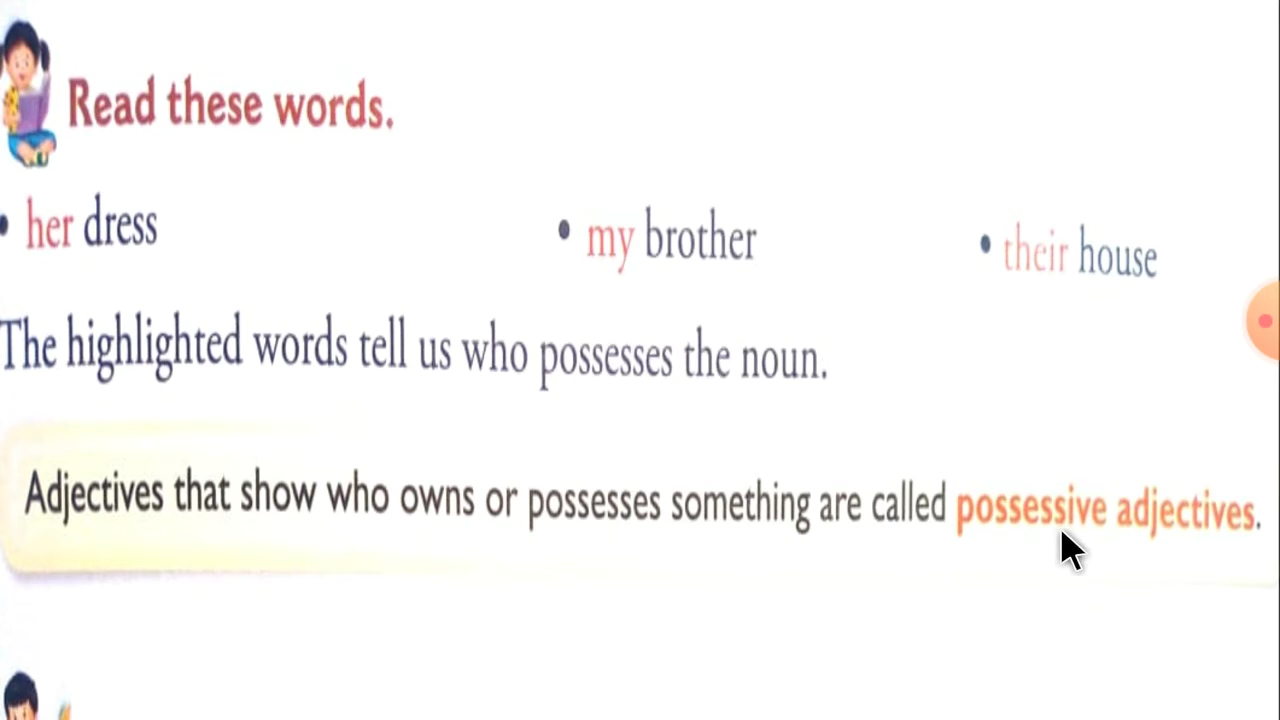 Read these words.
• her dress • my brother • their house
The highlighted words tell us who possesses the noun.
Adjectives that show who owns or possesses something are called possessive adjectives.